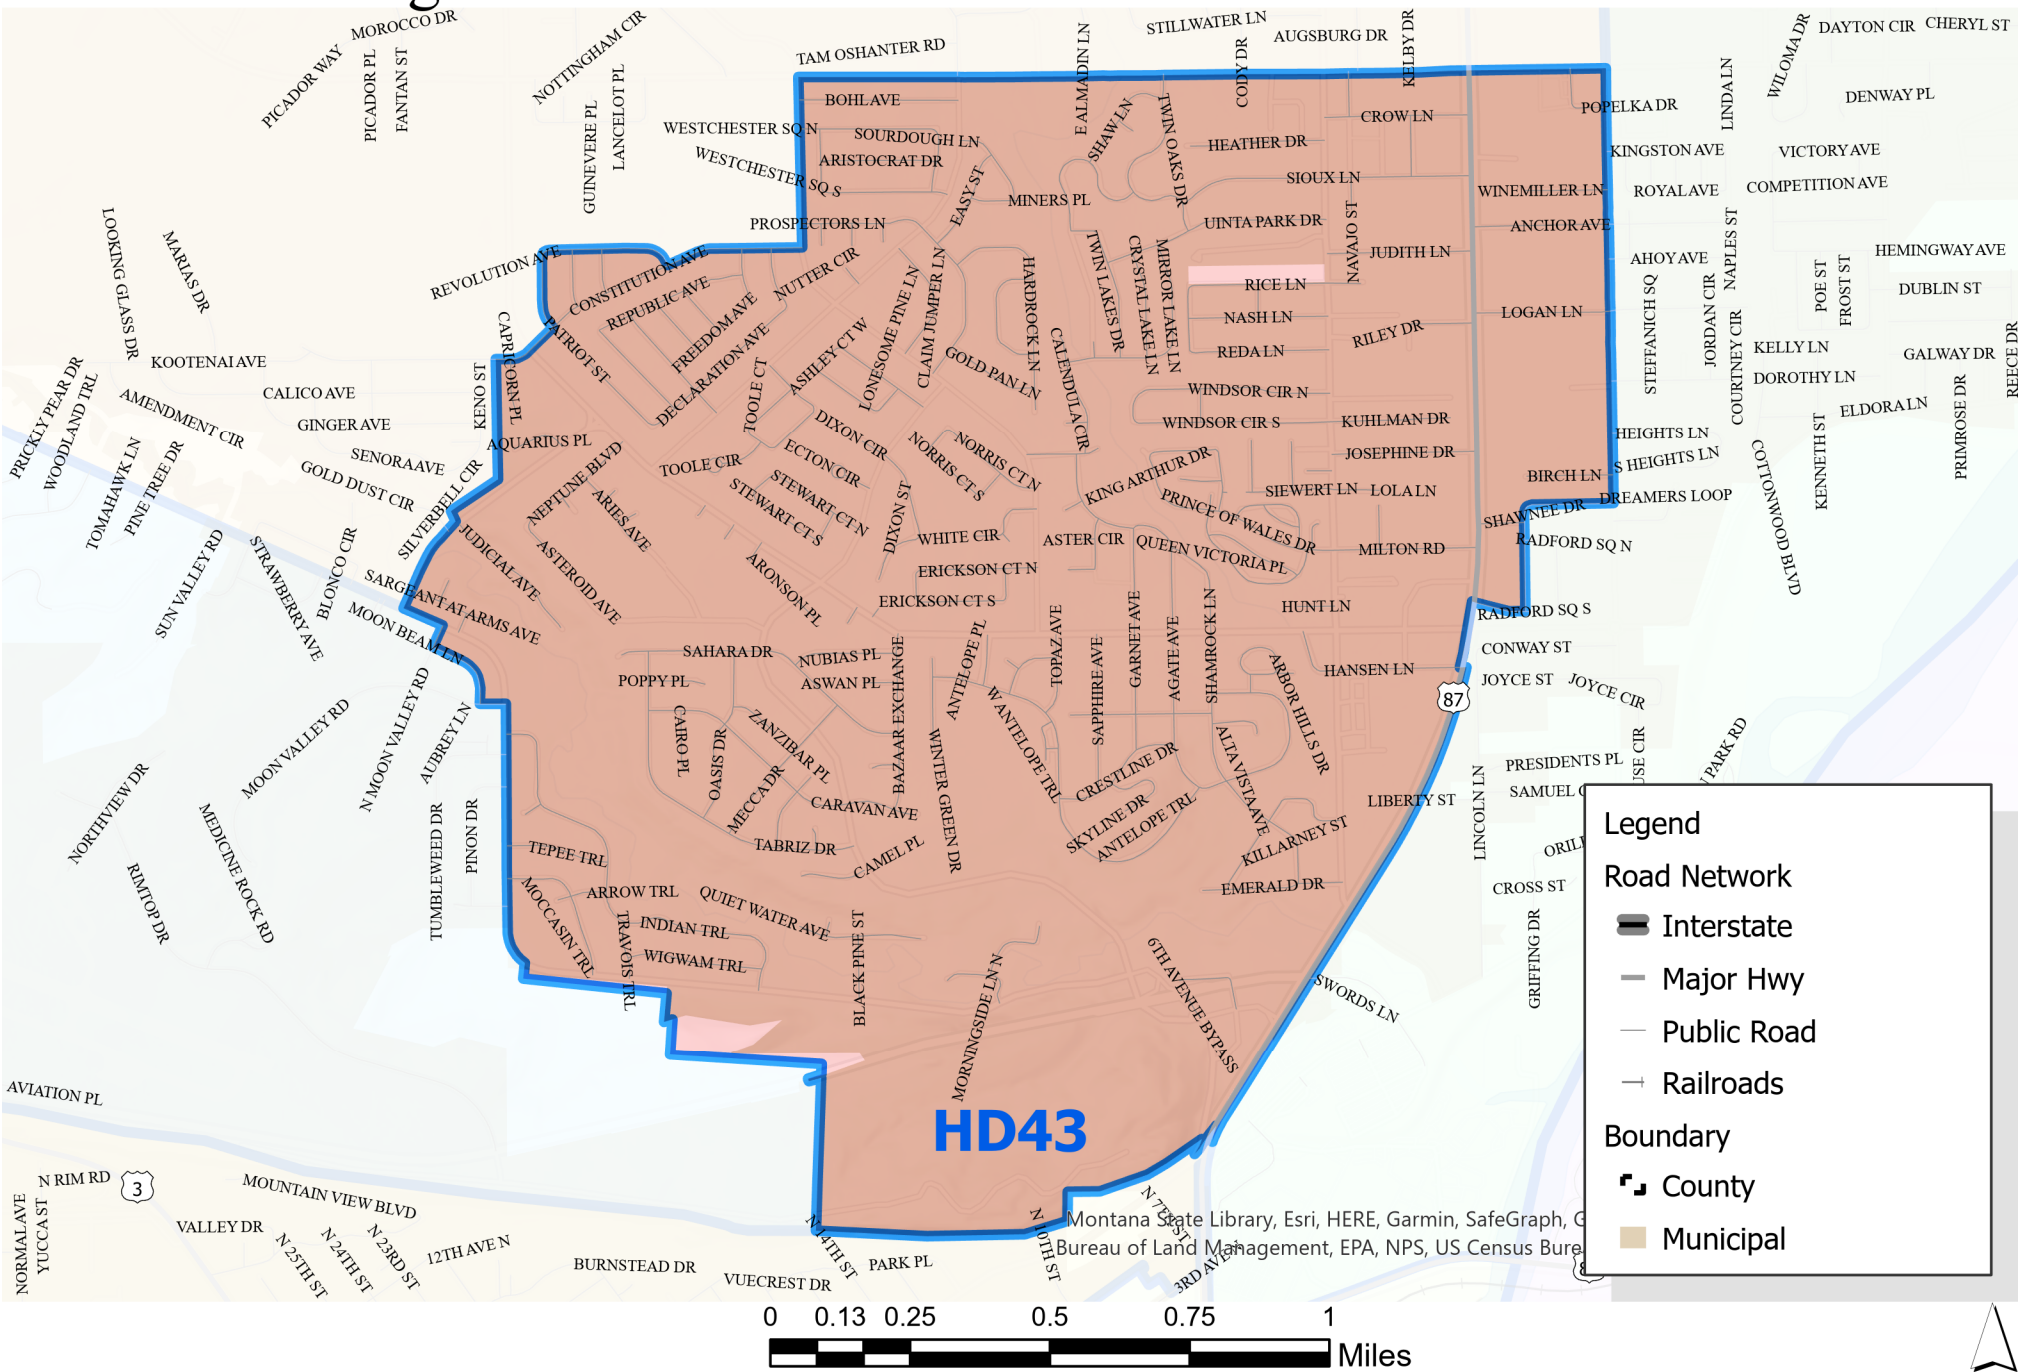 MOROCCO DR
PICADOR WAY
PICADOR PL
FANTAN ST
NOTTINGHAM CIR
GUINEVERE PL
LANCELOT PL
TAM OSHANTER RD
EALMADIN LN
STILLWATER LN
CODY DR
AUGSBURG DR
KELBY DR
WILOMA DR
DAYTON CIR
CHERYL ST
LINDA LN
DENWAY PL
BOHL AVE
WESTCHESTER SQ N
SOURDOUGH LN
WESTCHESTER SQ S
ARISTOCRAT DR
SHAW LN
TWIN OAKS DR
HEATHER DR
CROW LN
POPELKA DR
KINGSTON AVE
VICTORY AVE
EASY ST
MINERS PL
SIOUX LN
WINEMILLER LN
ROYAL AVE
COMPETITION AVE
PROSPECTORS LN
UINTA PARK DR
NAVAJO ST
ANCHOR AVE
NAPLES ST
LOOKING GLASS DR
MARIAS DR
REVOLUTION AVE
CONSTITUTION AVE
NUTTER CIR
JUDITH LN
AHOY AVE
HEMINGWAY AVE
REPUBLIC AVE
FREEDOM AVE
DECLARATION AVE
LONESOME PINE LN
CLAIM JUMPER LN
HARDROCK LN
TWIN LAKES DR
CRYSTAL LAKE LN
MIRROR LAKE LN
RICE LN
NASH LN
REDA LN
RILEY DR
LOGAN LN
STEFFANICH SQ
JORDAN CIR
COURTNEY CIR
POE ST
FROST ST
DUBLIN ST
KELLY LN
GALWAY DR
REECE DR
DOROTHY LN
KOOTENAI AVE
CAPRICORN PL
PATRIOT ST
TOOLE CT
ASHLEY CT W
GOLD PAN LN
CALENDULA CIR
WINDSOR CIR N
WINDSOR CIR S
KUHLMAN DR
ELDORA LN
PRIMROSE DR
PRICKLY PEAR DR
WOODLAND TRL
AMENDMENT CIR
CALICO AVE
KENO ST
GINGER AVE
AQUARIUS PL
DIXON CIR
NORRIS CT N
NORRIS CT S
JOSEPHINE DR
HEIGHTS LN
S HEIGHTS LN
KENNETH ST
COTTONWOOD BLVD
TOMAHAWK LN
PINE TREE DR
SENORA AVE
GOLD DUST CIR
SILVERBELL CIR
NEPTUNE BLVD
TOOLE CIR
ECTON CIR
STEWART CT N
STEWART CT S
KING ARTHUR DR
SIEWERT LN
LOLA LN
BIRCH LN
DREAMERS LOOP
ARIES AVE
DIXON ST
PRINCE OF WALES DR
SHAWNEE DR
SUN VALLEY RD
STRAWBERRY AVE
BLONCO CIR
JUDICIAL AVE
ASTEROID AVE
ARONSON PL
WHITE CIR
ASTER CIR
QUEEN VICTORIA PL
MILTON RD
RADFORD SQ N
SARGEANT AT ARMS AVE
ERICKSON CT N
ERICKSON CT S
HUNT LN
RADFORD SQ S
MOON BEAM LN
SAHARA DR
NUBIAS PL
BAZAAR EXCHANGE
ANTELOPE PL
TOPAZ AVE
SAPPHIRE AVE
GARNET AVE
AGATE AVE
SHAMROCK LN
ARBOR HILLS DR
HANSEN LN
CONWAY ST
POPPY PL
ASWAN PL
87
JOYCE ST
JOYCE CIR
MOON VALLEY RD
N MOON VALLEY RD
AUBREY LN
CAIRO PL
OASIS DR
ZANZIBAR PL
W ANTELOPE TRL
ALTA VISTA AVE
PRESIDENTS PL
USE CIR
N PARK RD
NORTHVIEW DR
MEDICINE ROCK RD
TUMBLEWEED DR
PINON DR
MECCA DR
CARAVAN AVE
WINTER GREEN DR
CRESTLINE DR
SKYLINE DR
ANTELOPE TRL
LIBERTY ST
LINCOLN LN
SAMUEL C
RIMTOP DR
TEPEE TRL
TABRIZ DR
CAMEL PL
KILLARNEY ST
ORIL
MOCCASIN TRL
ARROW TRL
QUIET WATER AVE
EMERALD DR
CROSS ST
TRAVOIS TRL
INDIAN TRL
WIGWAM TRL
BLACK PINE ST
MORNINGSIDE LN N
6TH AVENUE BYPASS
SWORDS LN
GRIFFING DR
HD43
AVIATION PL
N RIM RD
3
MOUNTAIN VIEW BLVD
NORMAL AVE
YUCCA ST
VALLEY DR
N 25TH ST
N 24TH ST
N 23RD ST
12TH AVE N
BURNSTEAD DR
VUECREST DR
N 14TH ST
PARK PL
N 10TH ST
N 7TH ST
3RD AVE N
Montana State Library, Esri, HERE, Garmin, SafeGraph, G
Bureau of Land Management, EPA, NPS, US Census Bure
Legend
Road Network
Interstate
Major Hwy
Public Road
Railroads
Boundary
County
Municipal
0 0.13 0.25 0.5 0.75 1
Miles